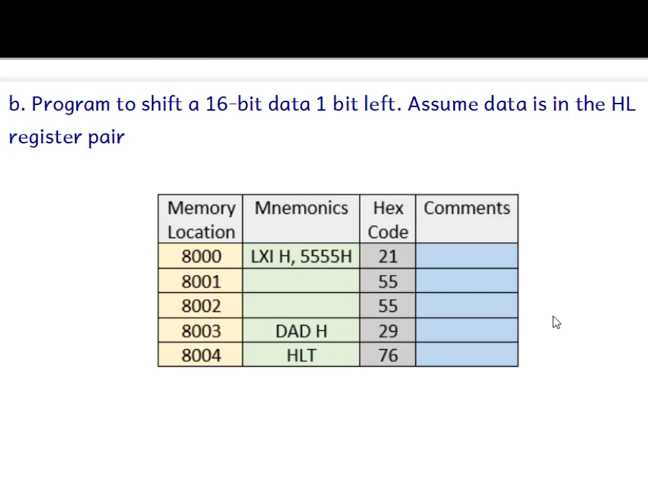 b. Program to shift a 16-bit data 1 bit left. Assume data is in the HL
register pair
Memory Location Mnemonics Hex Code Comments
8000 LXI H, 5555H 21
8001 55
8002 55
8003 DAD H 29
8004 HLT 76